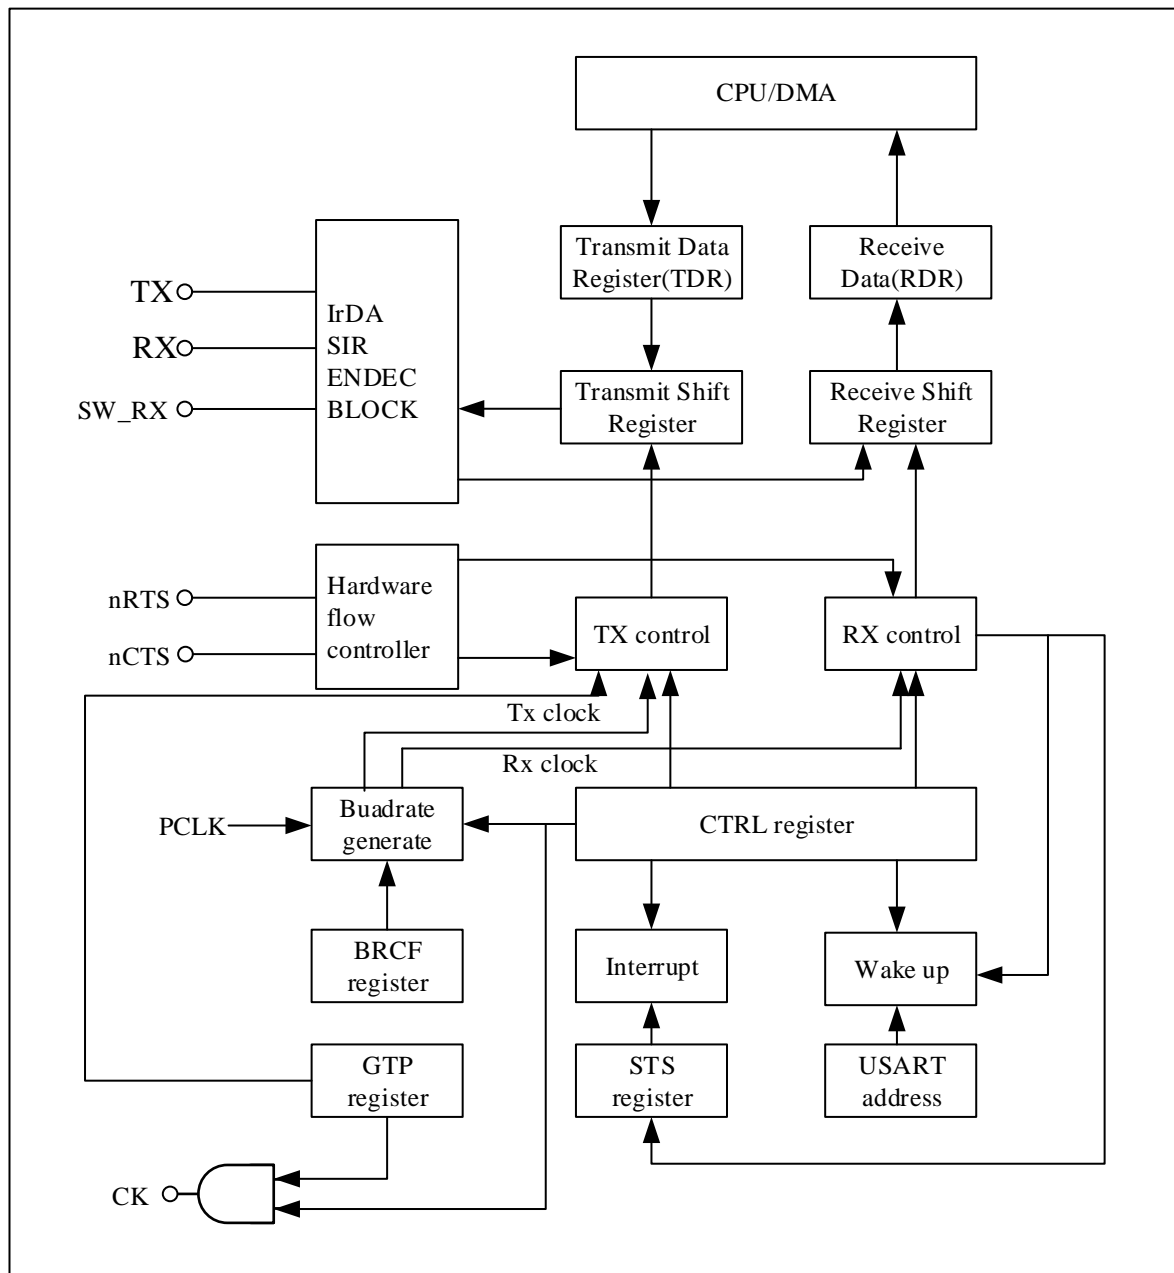 CPU/DMA
Transmit Data
Register(TDR)
Receive
Data(RDR)
TX
RX
SW_RX
IrDA
SIR
ENDEC
BLOCK
Transmit Shift
Register
Receive Shift
Register
nRTS
nCTS
Hardware
flow
controller
TX control
RX control
Tx clock
Rx clock
PCLK
Buadrate
generate
CTRL register
BRCF
register
Interrupt
Wake up
GTP
register
STS
register
USART
address
CK